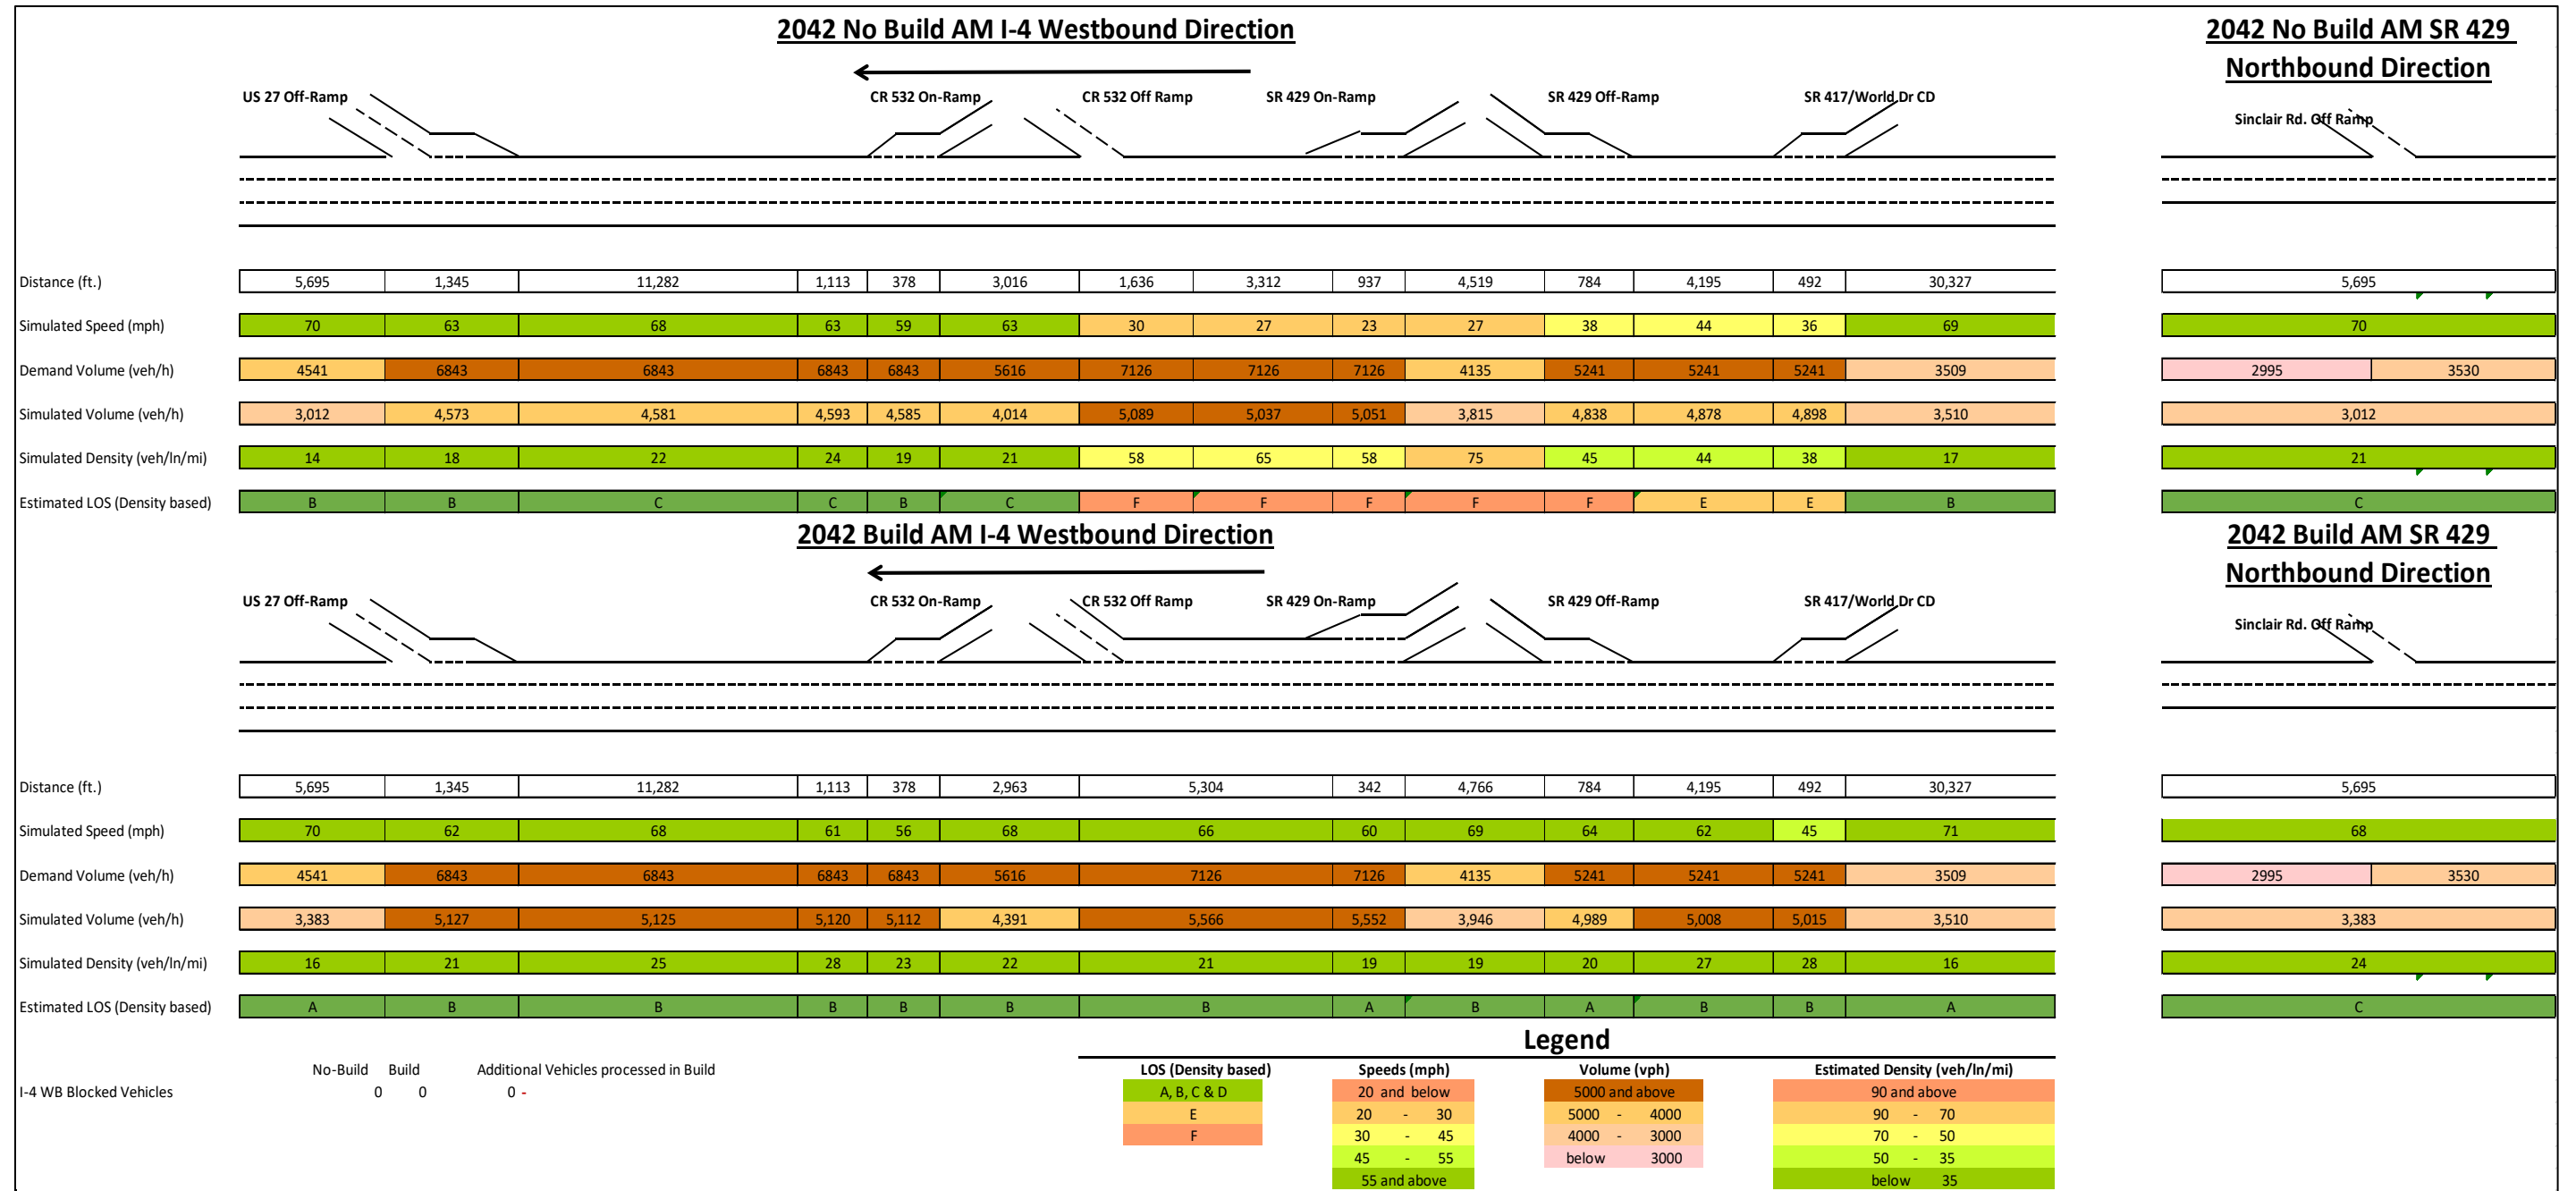 2042 No Build AM I-4 Westbound Direction
2042 No Build AM SR 429
Northbound Direction
US 27 Off-Ramp CR 532 On-Ramp CR 532 Off Ramp SR 429 On-Ramp SR 429 Off-Ramp SR 417/World Dr CD
Sinclair Rd. Off Ramp
Distance (ft.) 5,695 1,345 11,282 1,113 378 3,016 1,636 3,312 937 4,519 784 4,195 492 30,327 5,695
Simulated Speed (mph) 70 63 68 63 59 63 30 27 23 27 38 44 36 69 70
Demand Volume (veh/h) 4541 6843 6843 6843 6843 5616 7126 7126 7126 4135 5241 5241 5241 3509 2995 3530
Simulated Volume (veh/h) 3,012 4,573 4,581 4,593 4,585 4,014 5,089 5,037 5,051 3,815 4,838 4,878 4,898 3,510 3,012
Simulated Density (veh/ln/mi) 14 18 22 24 19 21 58 65 58 75 45 44 38 17 21
Estimated LOS (Density based) B B C C B C F F F F F E E B C
2042 Build AM I-4 Westbound Direction
2042 Build AM SR 429
Northbound Direction
US 27 Off-Ramp CR 532 On-Ramp CR 532 Off Ramp SR 429 On-Ramp SR 429 Off-Ramp SR 417/World Dr CD
Sinclair Rd. Off Ramp
Distance (ft.) 5,695 1,345 11,282 1,113 378 2,963 5,304 342 4,766 784 4,195 492 30,327 5,695
Simulated Speed (mph) 70 62 68 61 56 68 66 60 69 64 62 45 71 68
Demand Volume (veh/h) 4541 6843 6843 6843 6843 5616 7126 7126 4135 5241 5241 5241 3509 2995 3530
Simulated Volume (veh/h) 3,383 5,127 5,125 5,120 5,112 4,391 5,566 5,552 3,946 4,989 5,008 5,015 3,510 3,383
Simulated Density (veh/ln/mi) 16 21 25 28 23 22 21 19 19 20 27 28 16 24
Estimated LOS (Density based) A B B B B B B A B A B B A C
Legend
No-Build Build Additional Vehicles processed in Build LOS (Density based) Speeds (mph) Volume (vph) Estimated Density (veh/ln/mi)
I-4 WB Blocked Vehicles 0 0 0 - A, B, C & D 20 and below 5000 and above 90 and above
E 20 - 30 5000 - 4000 90 - 70
F 30 - 45 4000 - 3000 70 - 50
45 - 55 below 3000 50 - 35
55 and above below 35